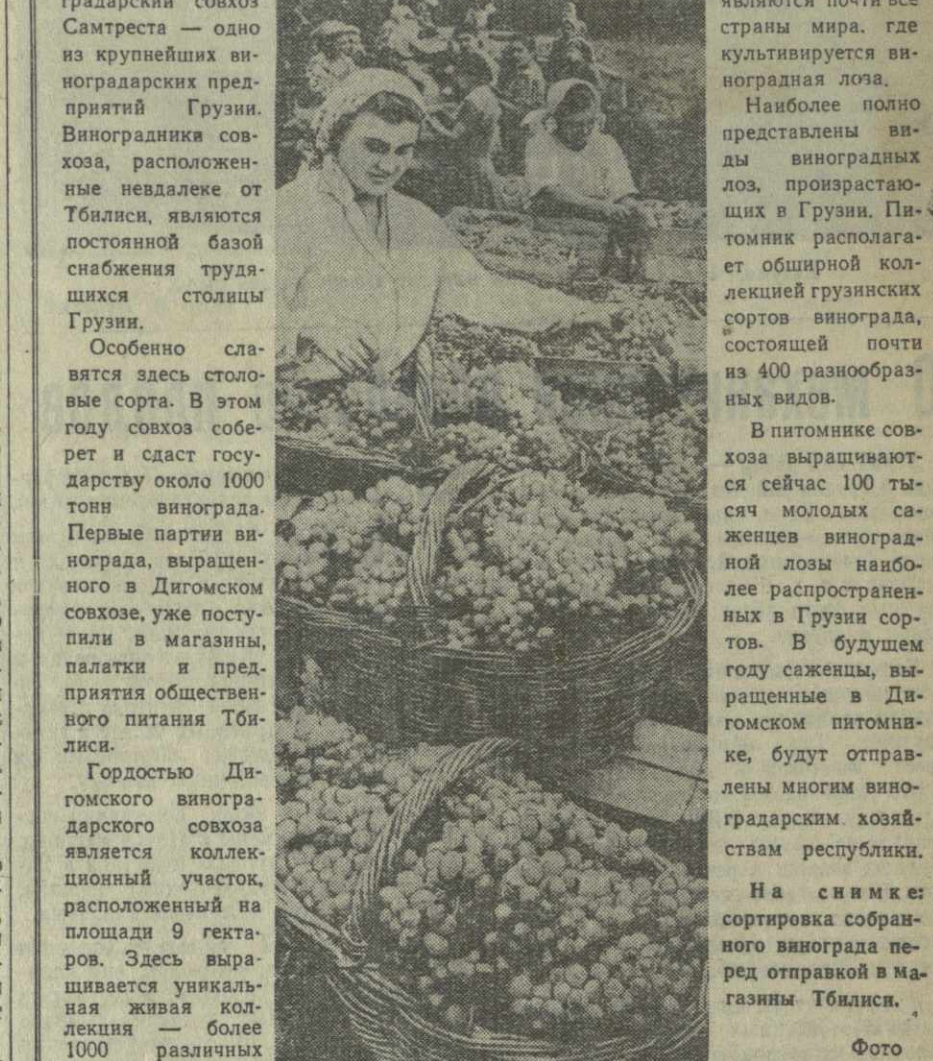 градарский совхоз
Самтреста — одно
из крупнейших ви-
ноградарских пред-
приятий Грузии.
Виноградники сов-
хоза, расположен-
ные невдалеке от
Тбилиси, являются
постоянной базой
снабжения трудя-
шихся столицы
Грузии.
Особенно сла-
вятся здесь столо-
вые сорта. В этом
году совхоз собе-
рет и сдаст госу-
дарству около 1000
тонн винограда.
Первые партии ви-
нограда, выращен-
ного в Дигомском
совхозе, уже посту-
пили в магазины,
палатки и пред-
приятия обществен-
ного питания Тби-
лиси.
Гордостью Ди-
гомского виногра-
дарского совхоза
является коллек-
ционный участок,
расположенный на
площади 9 гекта-
ров. Здесь выра-
щивается уникаль-
ная живая кол-
лекция — более
1000 различных
являются почти все
страны мира. где
культивируется ви-
ноградная лоза.
Наиболее полно
представлены ви-
ды виноградных
лоз, произрастаю-
щих в Грузии. Пи-
томник располага-
ет обширной кол-
лекцией грузинских
сортов винограда,
состоящей почти
из 400 разнообраз-
ных видов.
В питомнике сов-
хоза выращивают-
ся сейчас 100 ты-
сяч молодых са-
женцев виноград-
ной лозы наибо-
лее распространен-
ных в Грузии сор-
тов. В будущем
году саженцы, вы-
ращенные в Ди-
гомском питомни-
ке, будут отправ-
лены многим вино-
градарским хозяй-
ствам республики.
На снимке:
сортировка собран-
ного винограда пе-
ред отправкой в ма-
газины Тбилиси.
Фото